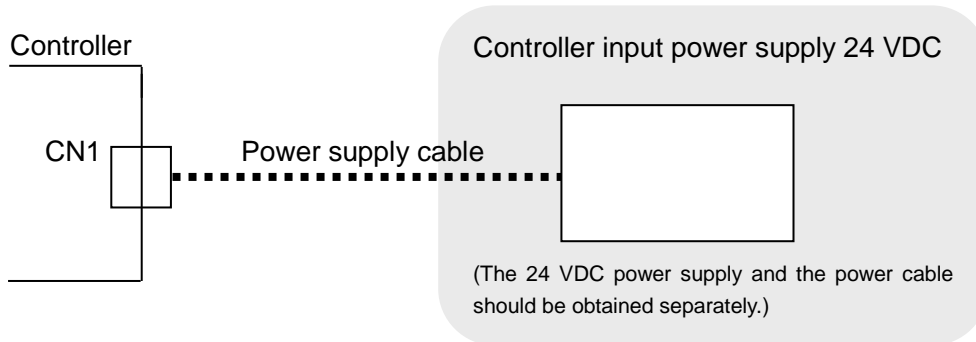 Controller
Controller input power supply 24 VDC
CN1
Power supply cable
(The 24 VDC power supply and the power cable
should be obtained separately.)